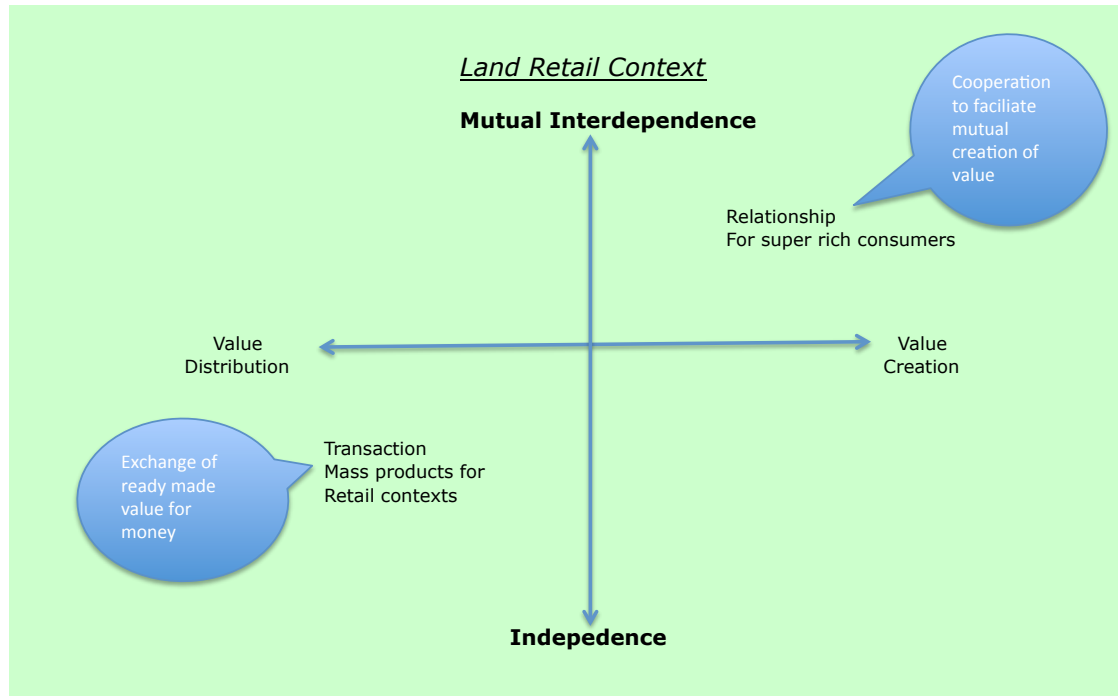 Land Retail Context
Mutual Interdependence
Cooperation
to faciliate
mutual
creation of
value
Relationship
For super rich consumers
Value
Distribution
Value
Creation
Exchange of
ready made
value for
money
Transaction
Mass products for
Retail contexts
Indepedence